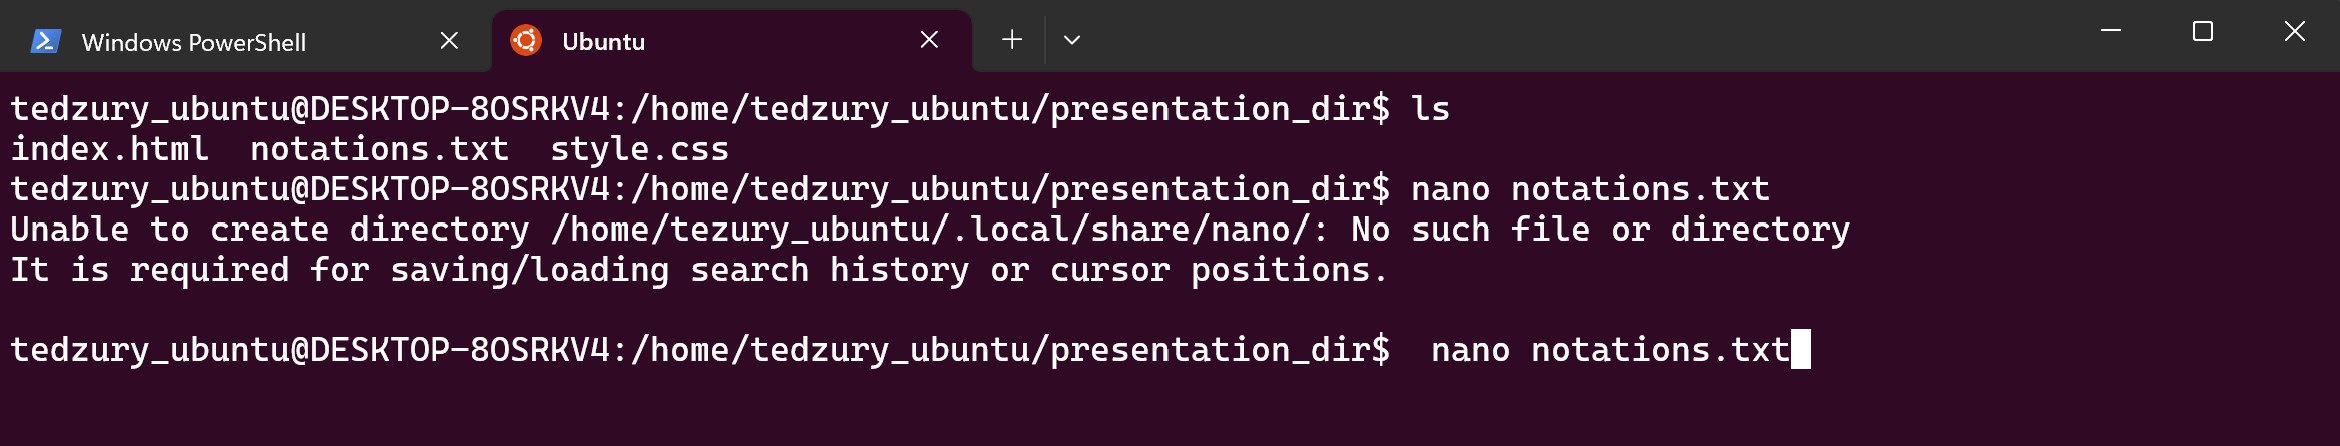 Windows PowerShell
Ubuntu
tedzury_ubuntu@DESKTOP-8OSRKV4:/home/tedzury_ubuntu/presentation_dir$ ls
index.html  notations.txt  style.css
tedzury_ubuntu@DESKTOP-8OSRKV4:/home/tedzury_ubuntu/presentation_dir$ nano notations.txt
Unable to create directory /home/tezury_ubuntu/.local/share/nano/: No such file or directory
It is required for saving/loading search history or cursor positions.
tedzury_ubuntu@DESKTOP-8OSRKV4:/home/tedzury_ubuntu/presentation_dir$  nano notations.txt